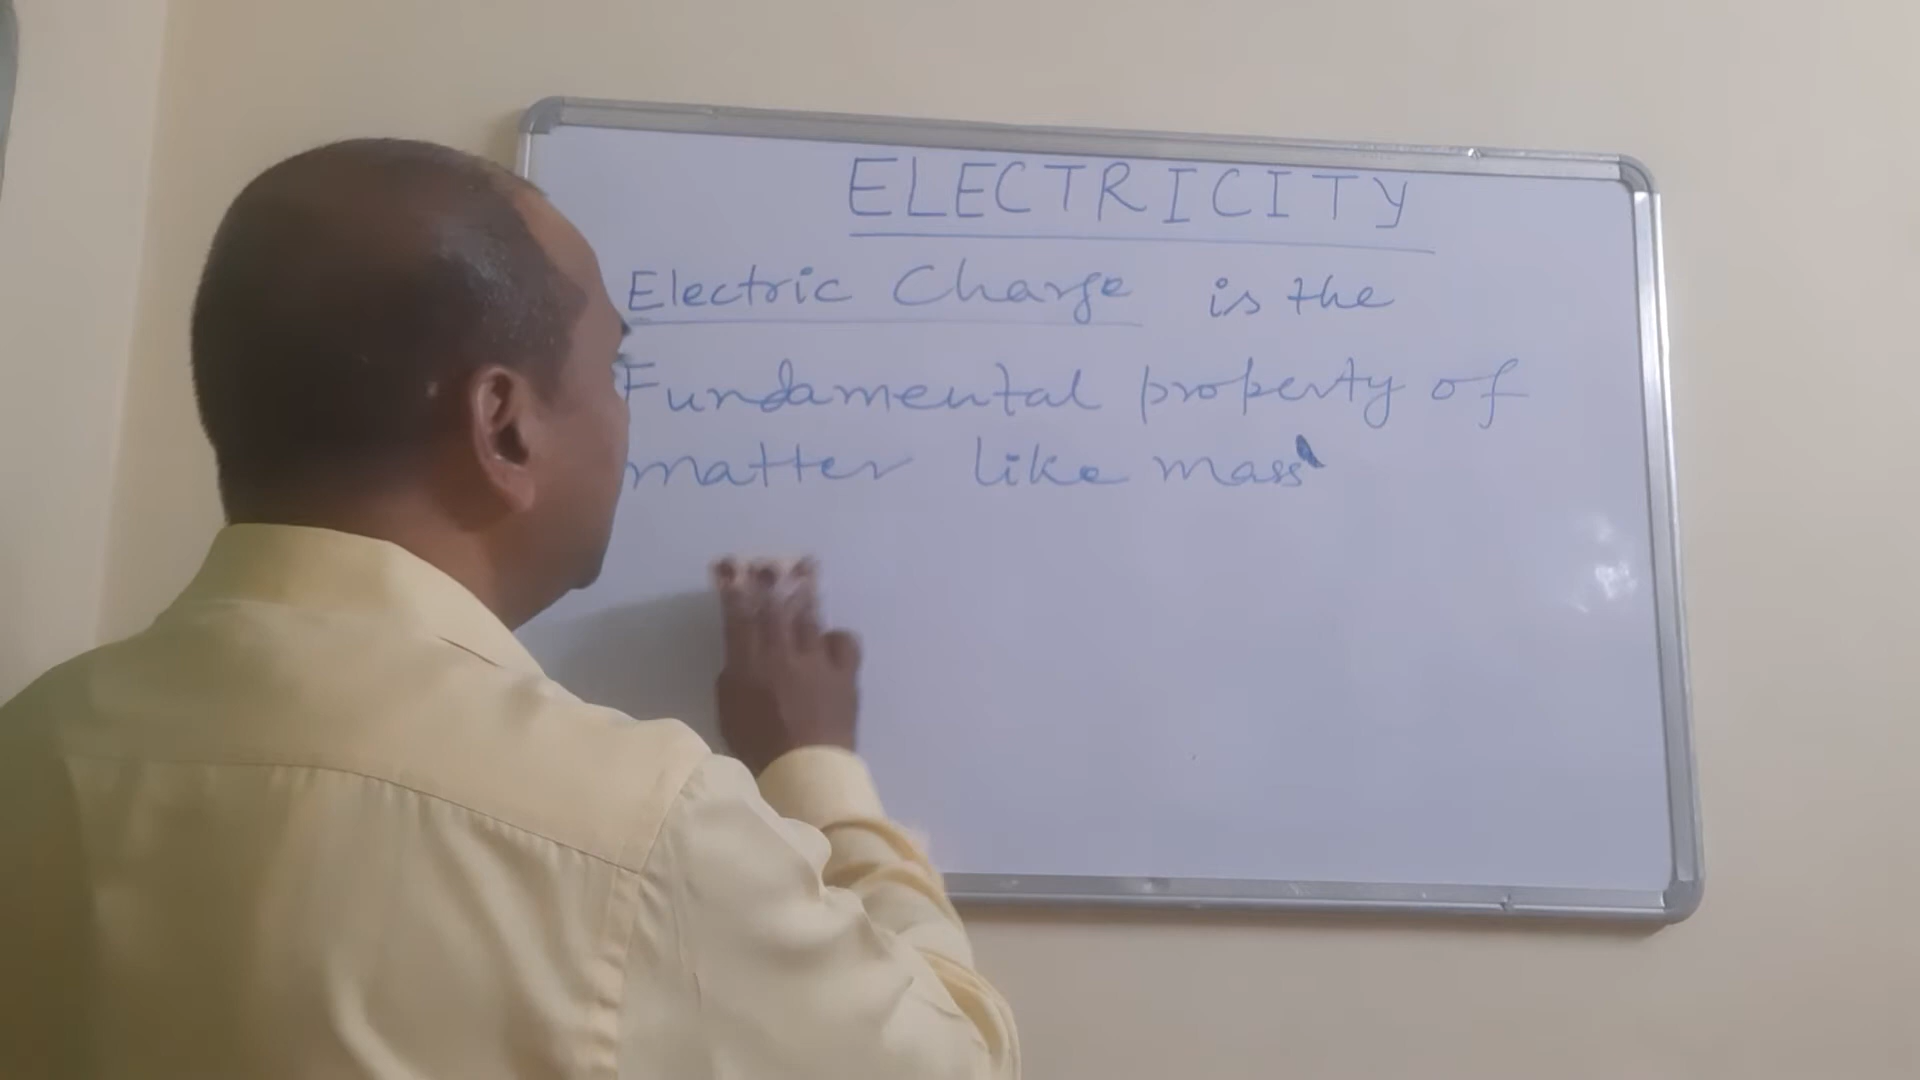 ELECTRICITY
Electric Charge is the
Fundamental property of
matter like mass